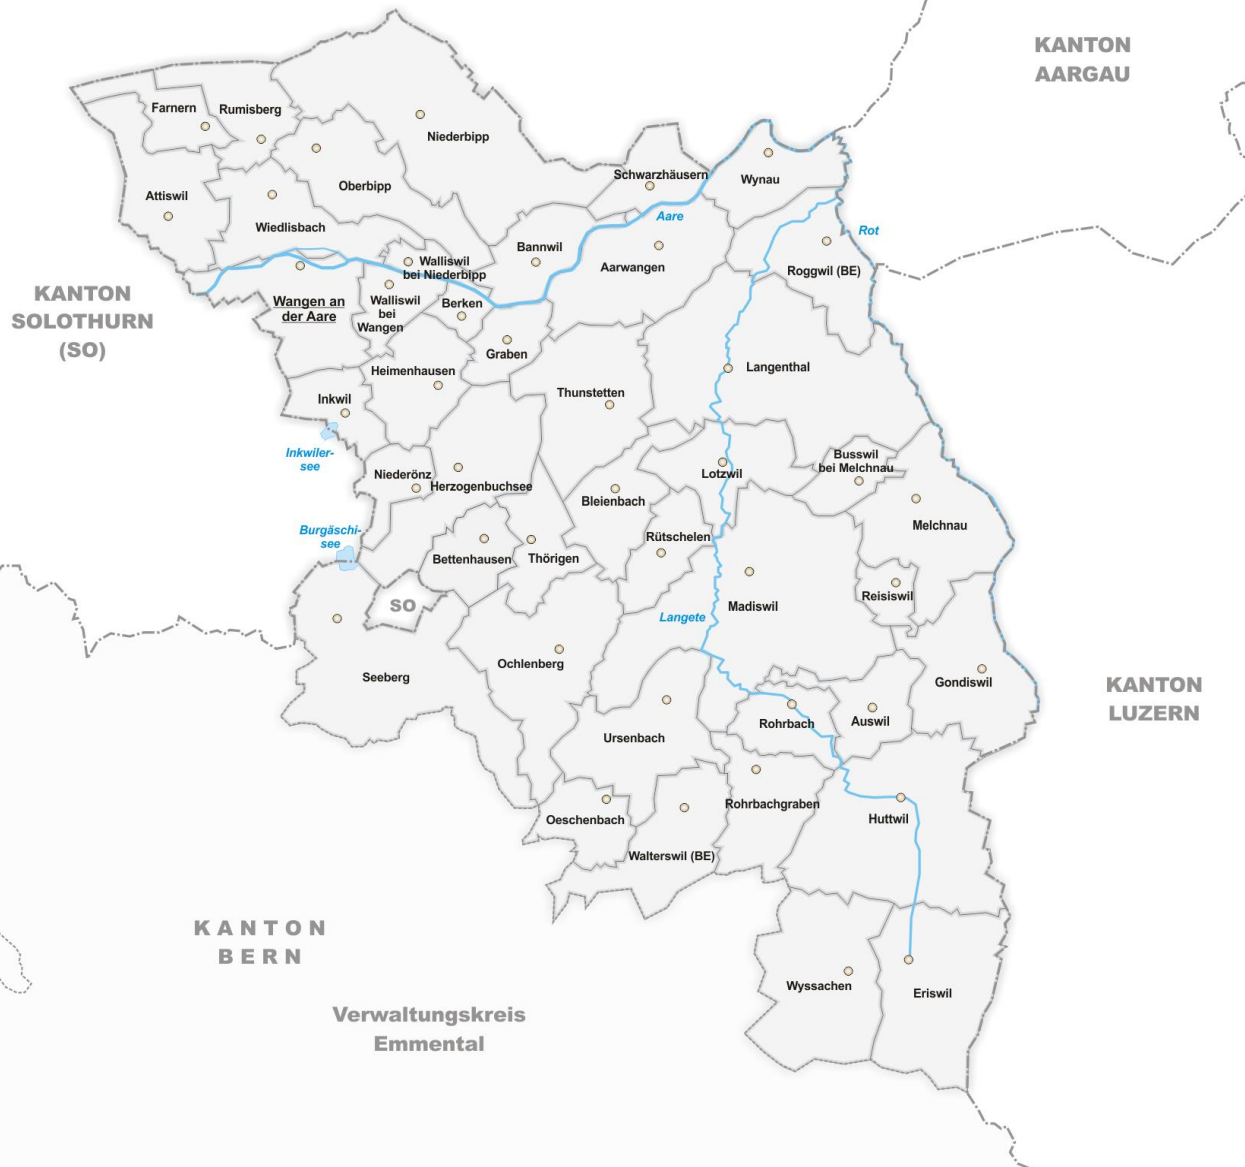 KANTON
AARGAU
Farnern
Rumisberg
Niederbipp
Schwarzhäusern
Wynau
Oberbipp
Attiswil
Wiedlisbach
Aare
Rot
Bannwil
Aarwangen
Roggwil (BE)
Walliswil
bei Niederbipp
KANTON
SOLOTHURN
(SO)
Wangen an
der Aare
Walliswil
bei
Wangen
Berken
Graben
Heimenhausen
Langenthal
Inkwil
Thunstetten
Inkwiler-
see
Niederönz
Herzogenbuchsee
Lotzwil
Busswil
bei Melchnau
Bleienbach
Melchnau
Burgäschi-
see
Rütschelen
Bettenhausen
Thörigen
Reisiswil
SO
Madiswil
Langete
Ochlenberg
Seeberg
Gondiswil
KANTON
LUZERN
Rohrbach
Auswil
Ursenbach
Rohrbachgraben
Oeschenbach
Huttwil
Walterswil (BE)
KANTON
BERN
Wyssachen
Eriswil
Verwaltungskreis
Emmental